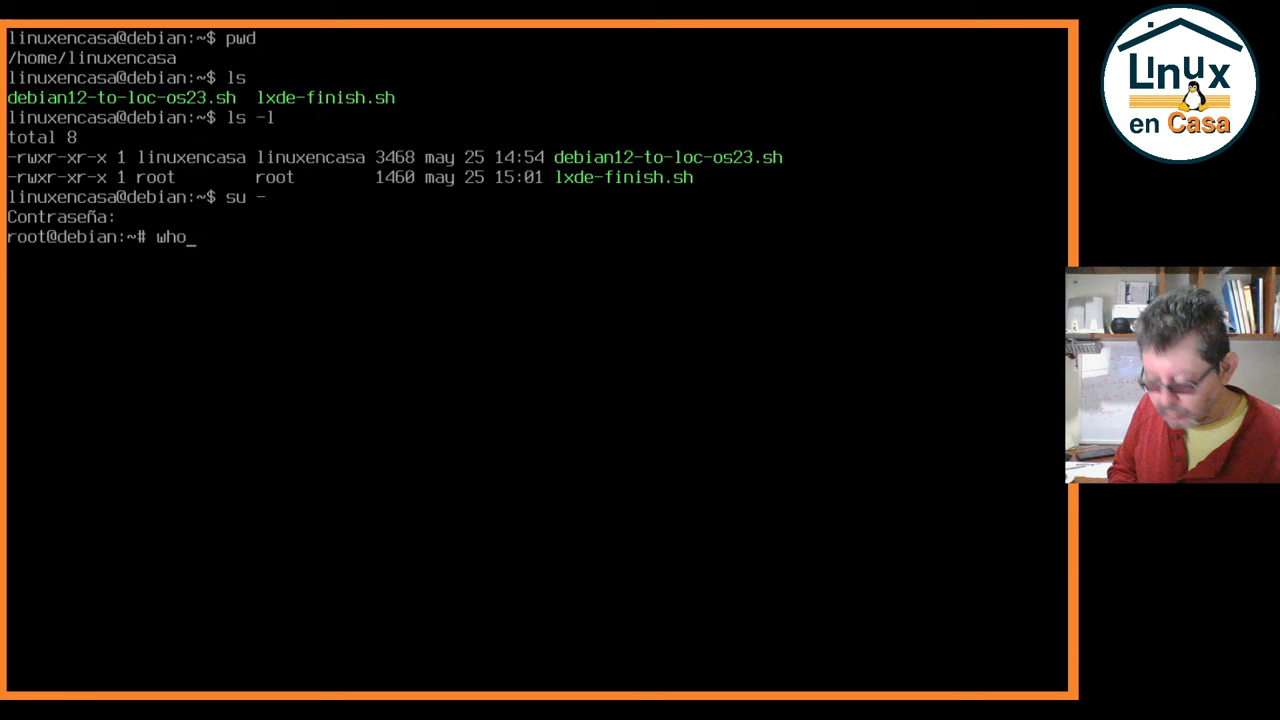 linuxencasa@debian:~$ pwd
/home/linuxencasa
linuxencasa@debian:~$ ls
debian12-to-loc-os23.sh  lxde-finish.sh
linuxencasa@debian:~$ ls -l
total 8
-rwxr-xr-x 1 linuxencasa linuxencasa 3468 may 25 14:54 debian12-to-loc-os23.sh
-rwxr-xr-x 1 root        root        1460 may 25 15:01 lxde-finish.sh
linuxencasa@debian:~$ su -
Contraseña:
root@debian:~# who_
Linux
en Casa